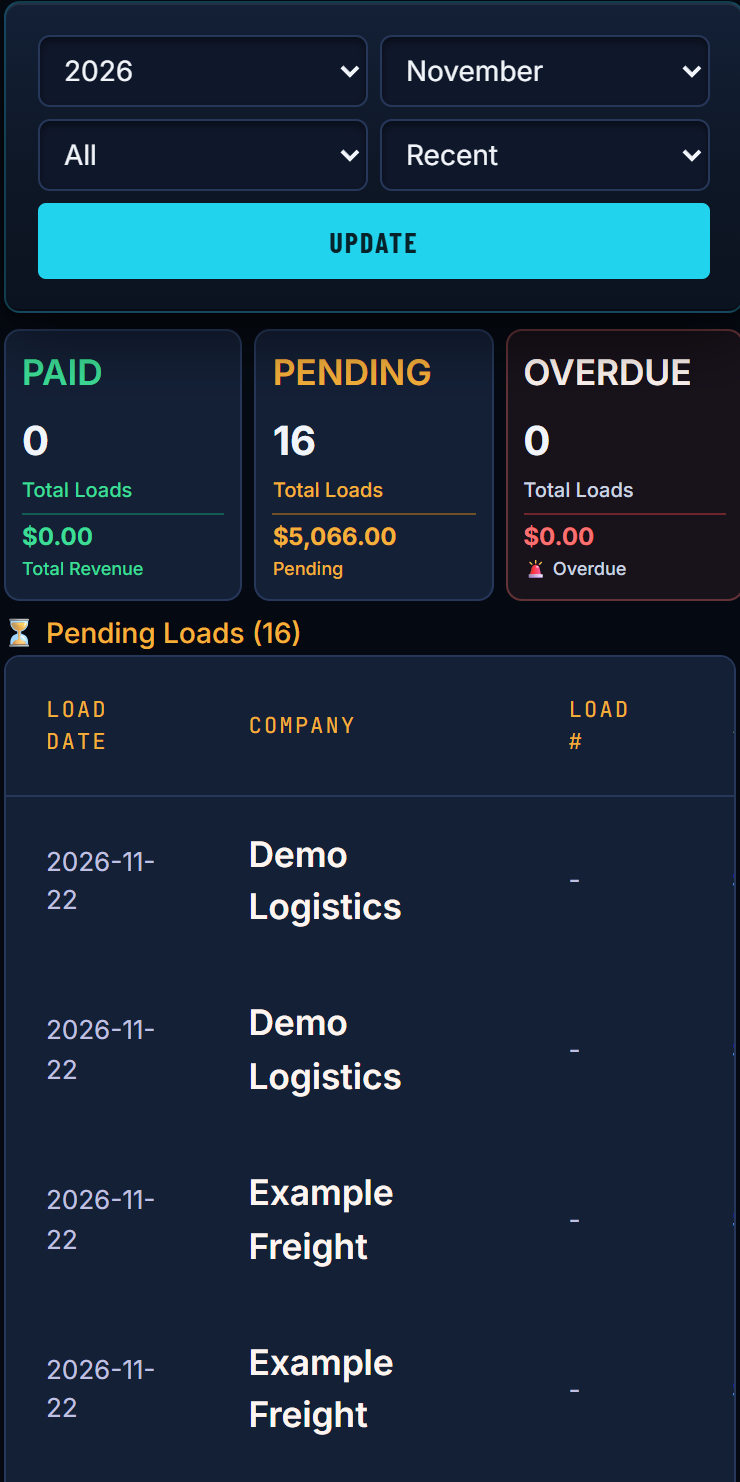 2026 November
All Recent
UPDATE
PAID PENDING OVERDUE
0 16 0
Total Loads Total Loads Total Loads
$0.00 $5,066.00 $0.00
Total Revenue Pending 🚨 Overdue
⏳ Pending Loads (16)
LOAD DATE COMPANY LOAD #
2026-11-22 Demo Logistics -
2026-11-22 Demo Logistics -
2026-11-22 Example Freight -
2026-11-22 Example Freight -